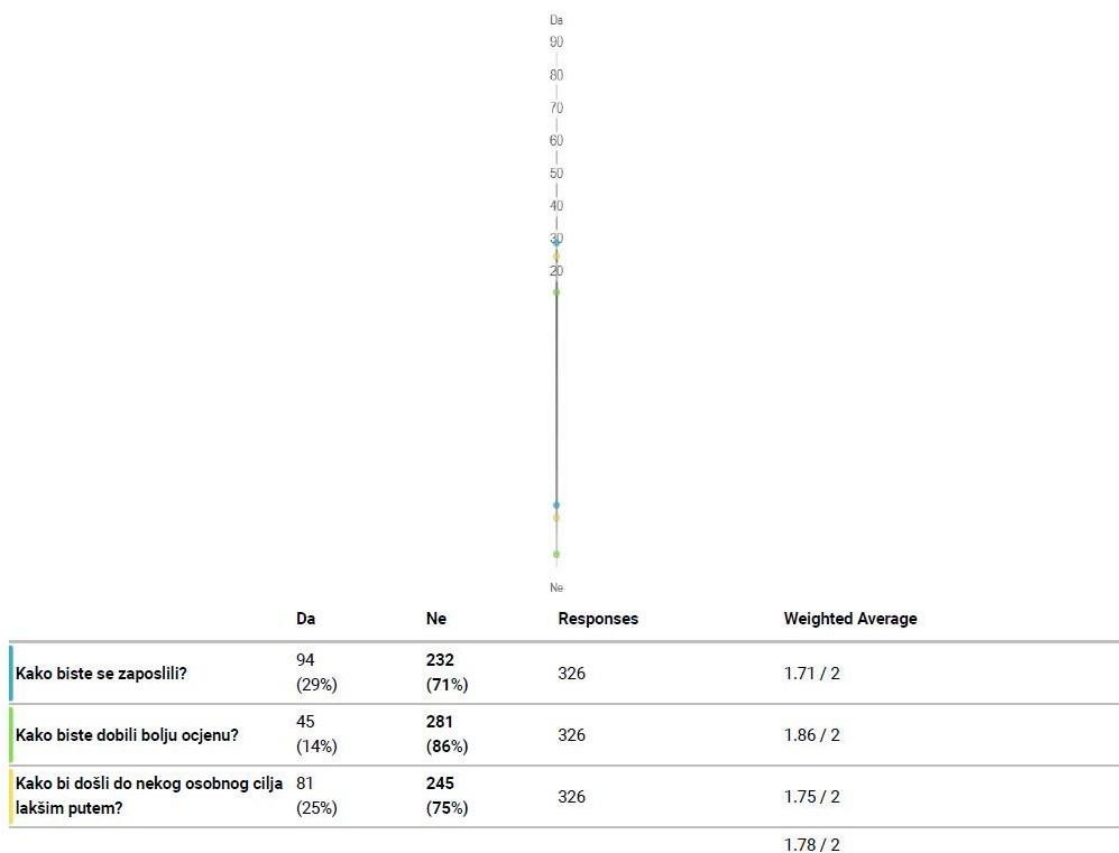 Da
90
80
70
60
50
40
30
20
Ne
Da Ne Responses Weighted Average
Kako biste se zaposlili? 94 (29%) 232 (71%) 326 1.71 / 2
Kako biste dobili bolju ocjenu? 45 (14%) 281 (86%) 326 1.86 / 2
Kako bi došli do nekog osobnog cilja lakšim putem? 81 (25%) 245 (75%) 326 1.75 / 2
1.78 / 2